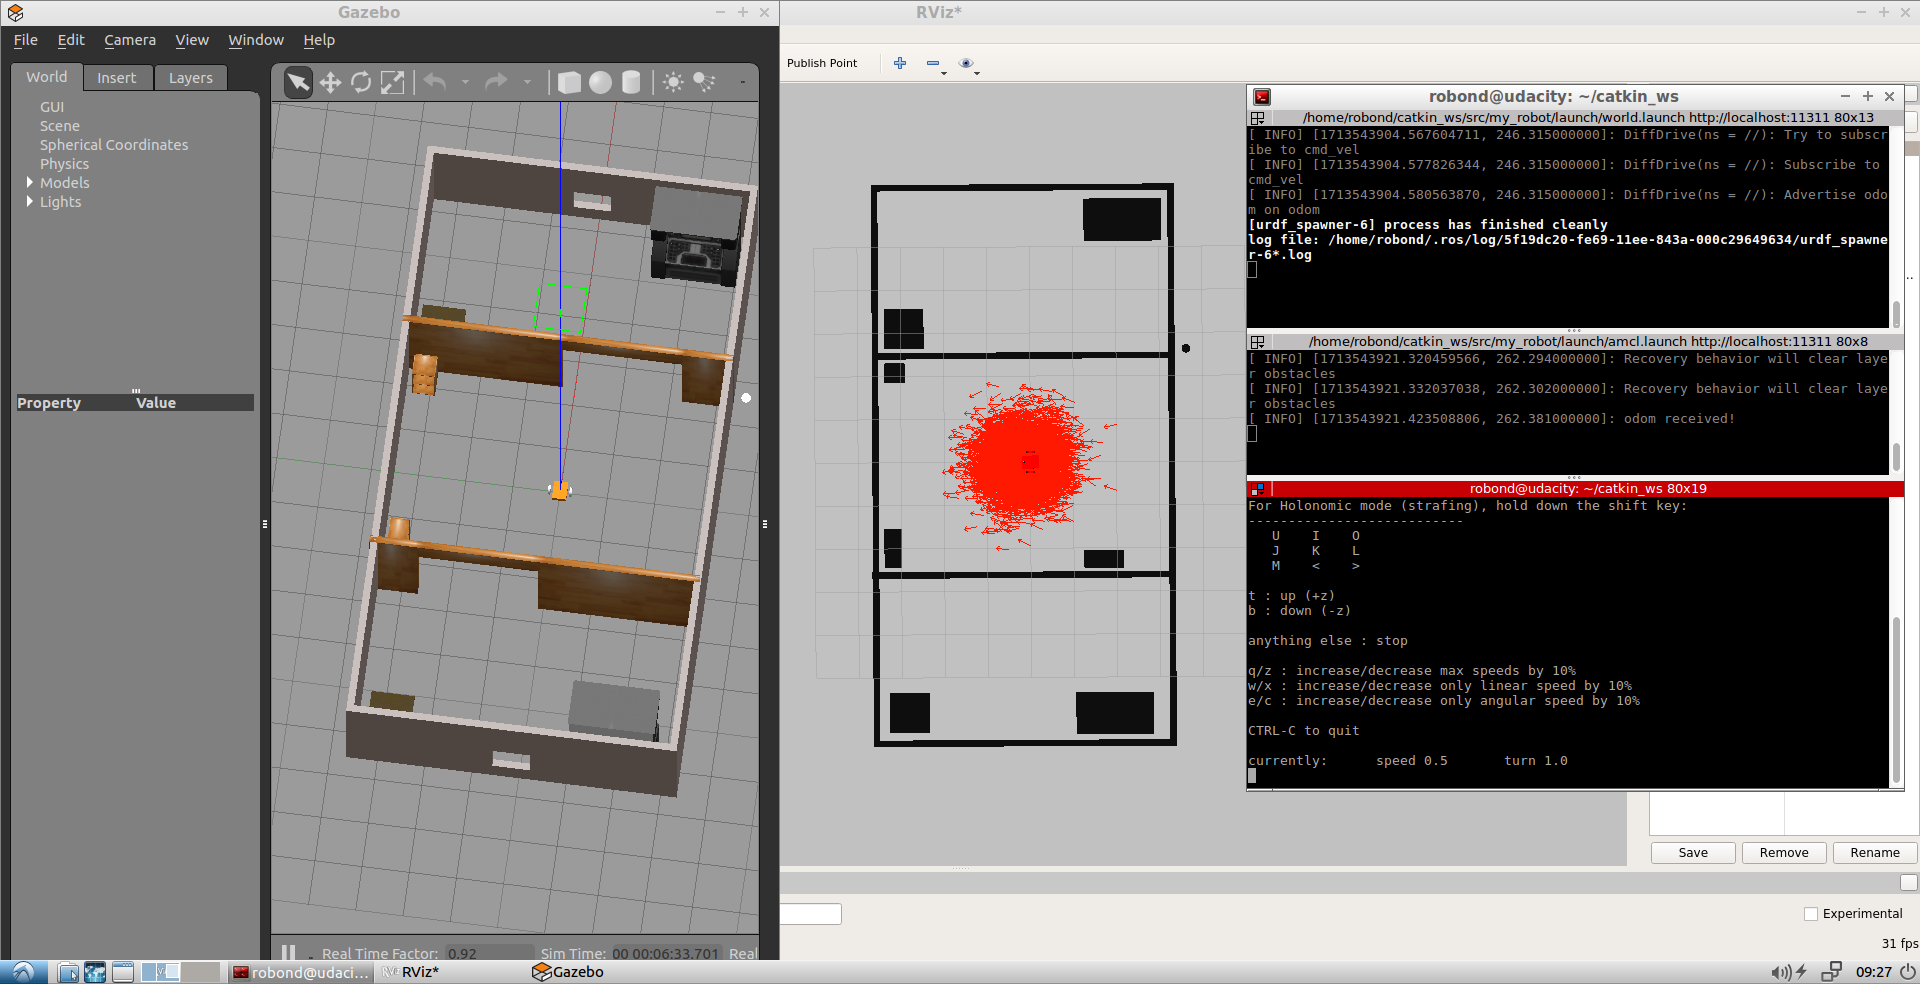 Gazebo
File Edit Camera View Window Help
World Insert Layers
GUI
Scene
Spherical Coordinates
Physics
Models
Lights
Property Value
Real Time Factor: 0.92 Sim Time: 00 00:06:33.701 Real
RViz*
Publish Point
robond@udacity: ~/catkin_ws
/home/robond/catkin_ws/src/my_robot/launch/world.launch http://localhost:11311 80x13
[ INFO] [1713543904.567604711, 246.315000000]: DiffDrive(ns = //): Try to subscr
ibe to cmd_vel
[ INFO] [1713543904.577826344, 246.315000000]: DiffDrive(ns = //): Subscribe to
cmd_vel
[ INFO] [1713543904.580563870, 246.315000000]: DiffDrive(ns = //): Advertise odo
m on odom
[urdf_spawner-6] process has finished cleanly
log file: /home/robond/.ros/log/5f19dc20-fe69-11ee-843a-000c29649634/urdf_spawne
r-6*.log
/home/robond/catkin_ws/src/my_robot/launch/amcl.launch http://localhost:11311 80x8
[ INFO] [1713543921.320459566, 262.294000000]: Recovery behavior will clear laye
r obstacles
[ INFO] [1713543921.332037038, 262.302000000]: Recovery behavior will clear laye
r obstacles
[ INFO] [1713543921.423508806, 262.381000000]: odom received!
robond@udacity: ~/catkin_ws 80x19
For Holonomic mode (strafing), hold down the shift key:
---------------------------
U I O
J K L
M < >
t : up (+z)
b : down (-z)
anything else : stop
q/z : increase/decrease max speeds by 10%
w/x : increase/decrease only linear speed by 10%
e/c : increase/decrease only angular speed by 10%
CTRL-C to quit
currently: speed 0.5 turn 1.0
Save Remove Rename
Experimental
31 fps
robond@udaci... RViz* Gazebo 09:27